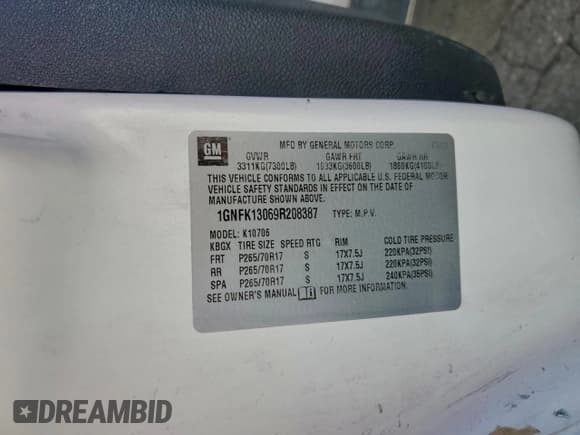 GM
MFD BY GENERAL MOTORS CORP.
GVWR GAWR FRT GAWR RR
3311KG(7300LB) 1633KG(3600LB)
THIS VEHICLE CONFORMS TO ALL APPLICABLE U.S. FEDERAL MOTOR
VEHICLE SAFETY STANDARDS IN EFFECT ON THE DATE OF
MANUFACTURE SHOWN ABOVE.
1GNFK13069R208387 TYPE: M.P.V.
MODEL: K10706
KBGX TIRE SIZE SPEED RTG RIM COLD TIRE PRESSURE
FRT P265/70R17 S 17X7.5J 220KPA(32PSI)
RR P265/70R17 S 17X7.5J 220KPA(32PSI)
SPA P265/70R17 S 17X7.5J 240KPA(35PSI)
SEE OWNER'S MANUAL FOR MORE INFORMATION.
DREAMBID